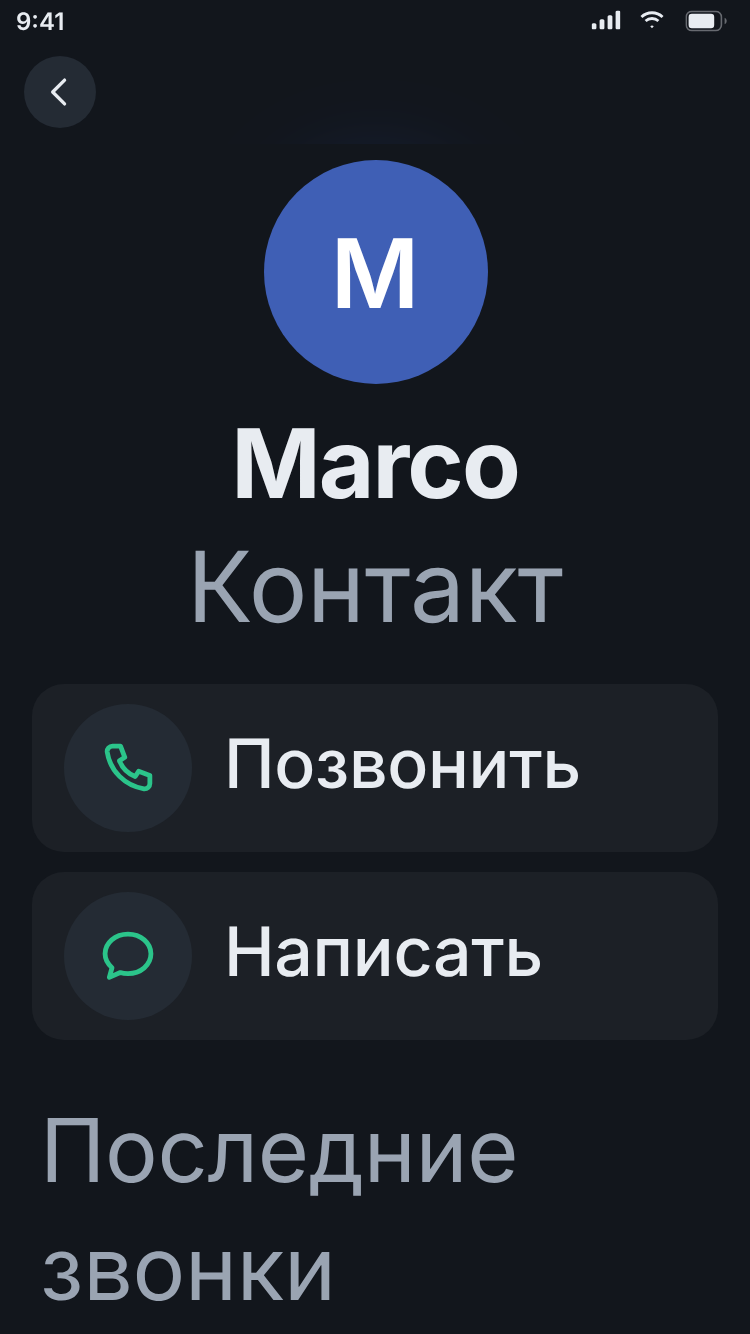 9:41
M
Marco
Контакт
Позвонить
Написать
Последние
звонки